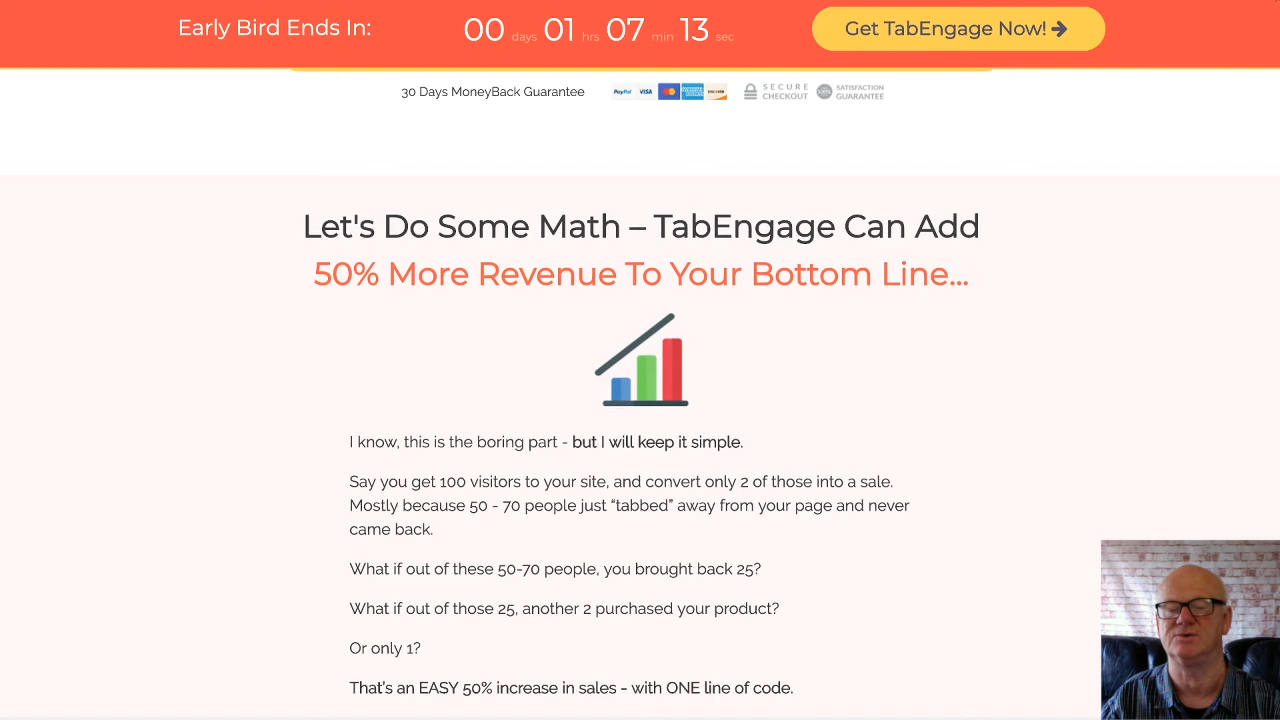 Early Bird Ends In:
00 days 01 hrs 07 min 13 sec
Get TabEngage Now!
30 Days MoneyBack Guarantee
PayPal VISA
SECURE CHECKOUT
SATISFACTION GUARANTEE
Let's Do Some Math – TabEngage Can Add
50% More Revenue To Your Bottom Line...
I know, this is the boring part - but I will keep it simple.
Say you get 100 visitors to your site, and convert only 2 of those into a sale.
Mostly because 50 - 70 people just “tabbed” away from your page and never
came back.
What if out of these 50-70 people, you brought back 25?
What if out of those 25, another 2 purchased your product?
Or only 1?
That's an EASY 50% increase in sales - with ONE line of code.